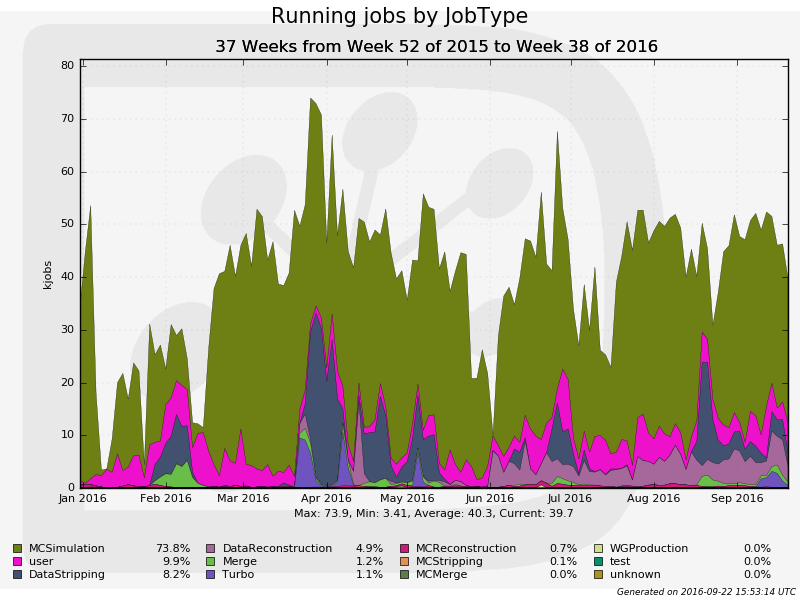 Running jobs by JobType
37 Weeks from Week 52 of 2015 to Week 38 of 2016
80
70
60
50
40
30
20
10
0
kjobs
Jan 2016 Feb 2016 Mar 2016 Apr 2016 May 2016 Jun 2016 Jul 2016 Aug 2016 Sep 2016
Max: 73.9, Min: 3.41, Average: 40.3, Current: 39.7
MCSimulation 73.8% DataReconstruction 4.9% MCReconstruction 0.7% WGProduction 0.0%
user 9.9% Merge 1.2% MCStripping 0.1% test 0.0%
DataStripping 8.2% Turbo 1.1% MCMerge 0.0% unknown 0.0%
Generated on 2016-09-22 15:53:14 UTC